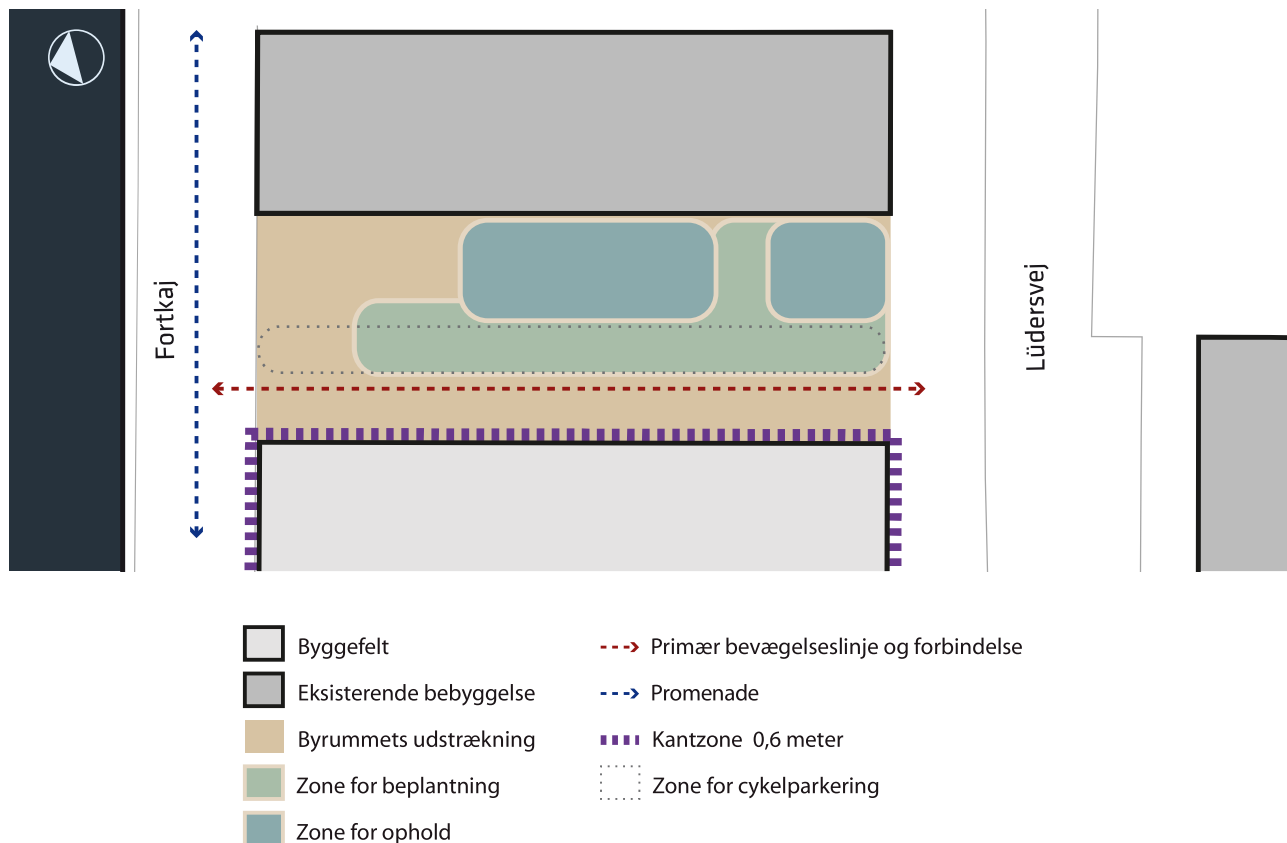 Fortkaj
Lüdersvej
Byggefelt
Eksisterende bebyggelse
Byrummets udstrækning
Zone for beplantning
Zone for ophold
Primær bevægelseslinje og forbindelse
Promenade
Kantzone 0,6 meter
Zone for cykelparkering